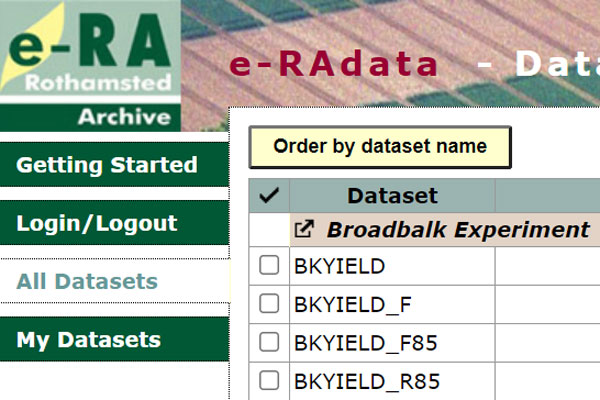 e-RA
Rothamsted
Archive
e-RAdata - Data
Getting Started
Login/Logout
All Datasets
My Datasets
Order by dataset name
Dataset
Broadbalk Experiment
BKYIELD
BKYIELD_F
BKYIELD_F85
BKYIELD_R85